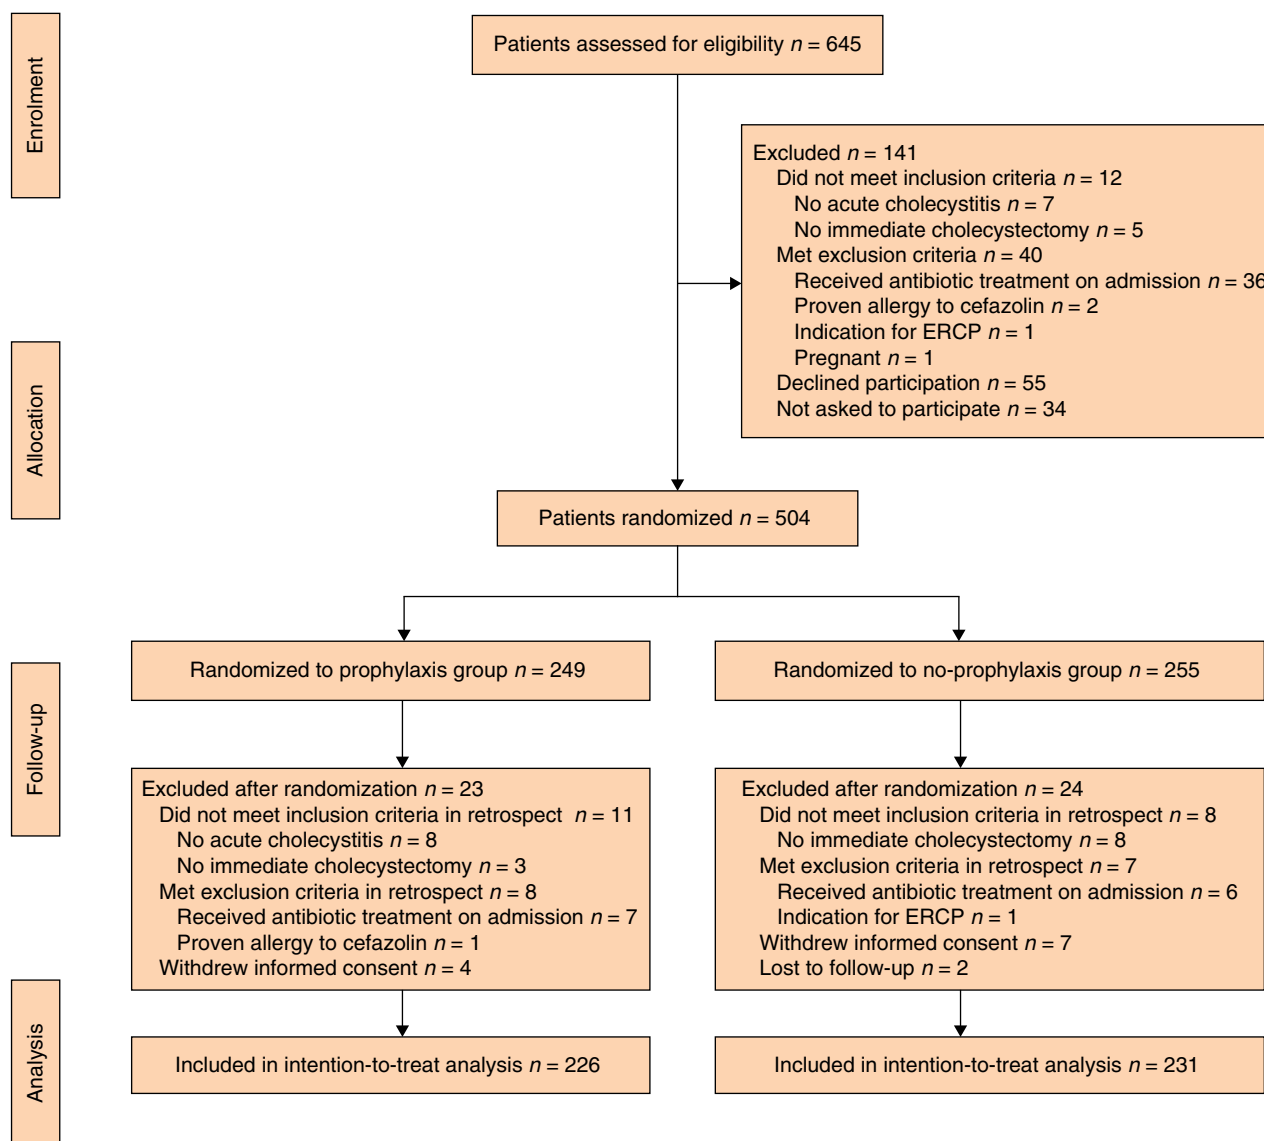 Enrolment
Patients assessed for eligibility n = 645
Excluded n = 141
Did not meet inclusion criteria n = 12
No acute cholecystitis n = 7
No immediate cholecystectomy n = 5
Met exclusion criteria n = 40
Received antibiotic treatment on admission n = 36
Proven allergy to cefazolin n = 2
Indication for ERCP n = 1
Pregnant n = 1
Declined participation n = 55
Not asked to participate n = 34
Allocation
Patients randomized n = 504
Randomized to prophylaxis group n = 249
Randomized to no-prophylaxis group n = 255
Follow-up
Excluded after randomization n = 23
Did not meet inclusion criteria in retrospect n = 11
No acute cholecystitis n = 8
No immediate cholecystectomy n = 3
Met exclusion criteria in retrospect n = 8
Received antibiotic treatment on admission n = 7
Proven allergy to cefazolin n = 1
Withdrew informed consent n = 4
Excluded after randomization n = 24
Did not meet inclusion criteria in retrospect n = 8
No immediate cholecystectomy n = 8
Met exclusion criteria in retrospect n = 7
Received antibiotic treatment on admission n = 6
Indication for ERCP n = 1
Withdrew informed consent n = 7
Lost to follow-up n = 2
Analysis
Included in intention-to-treat analysis n = 226
Included in intention-to-treat analysis n = 231